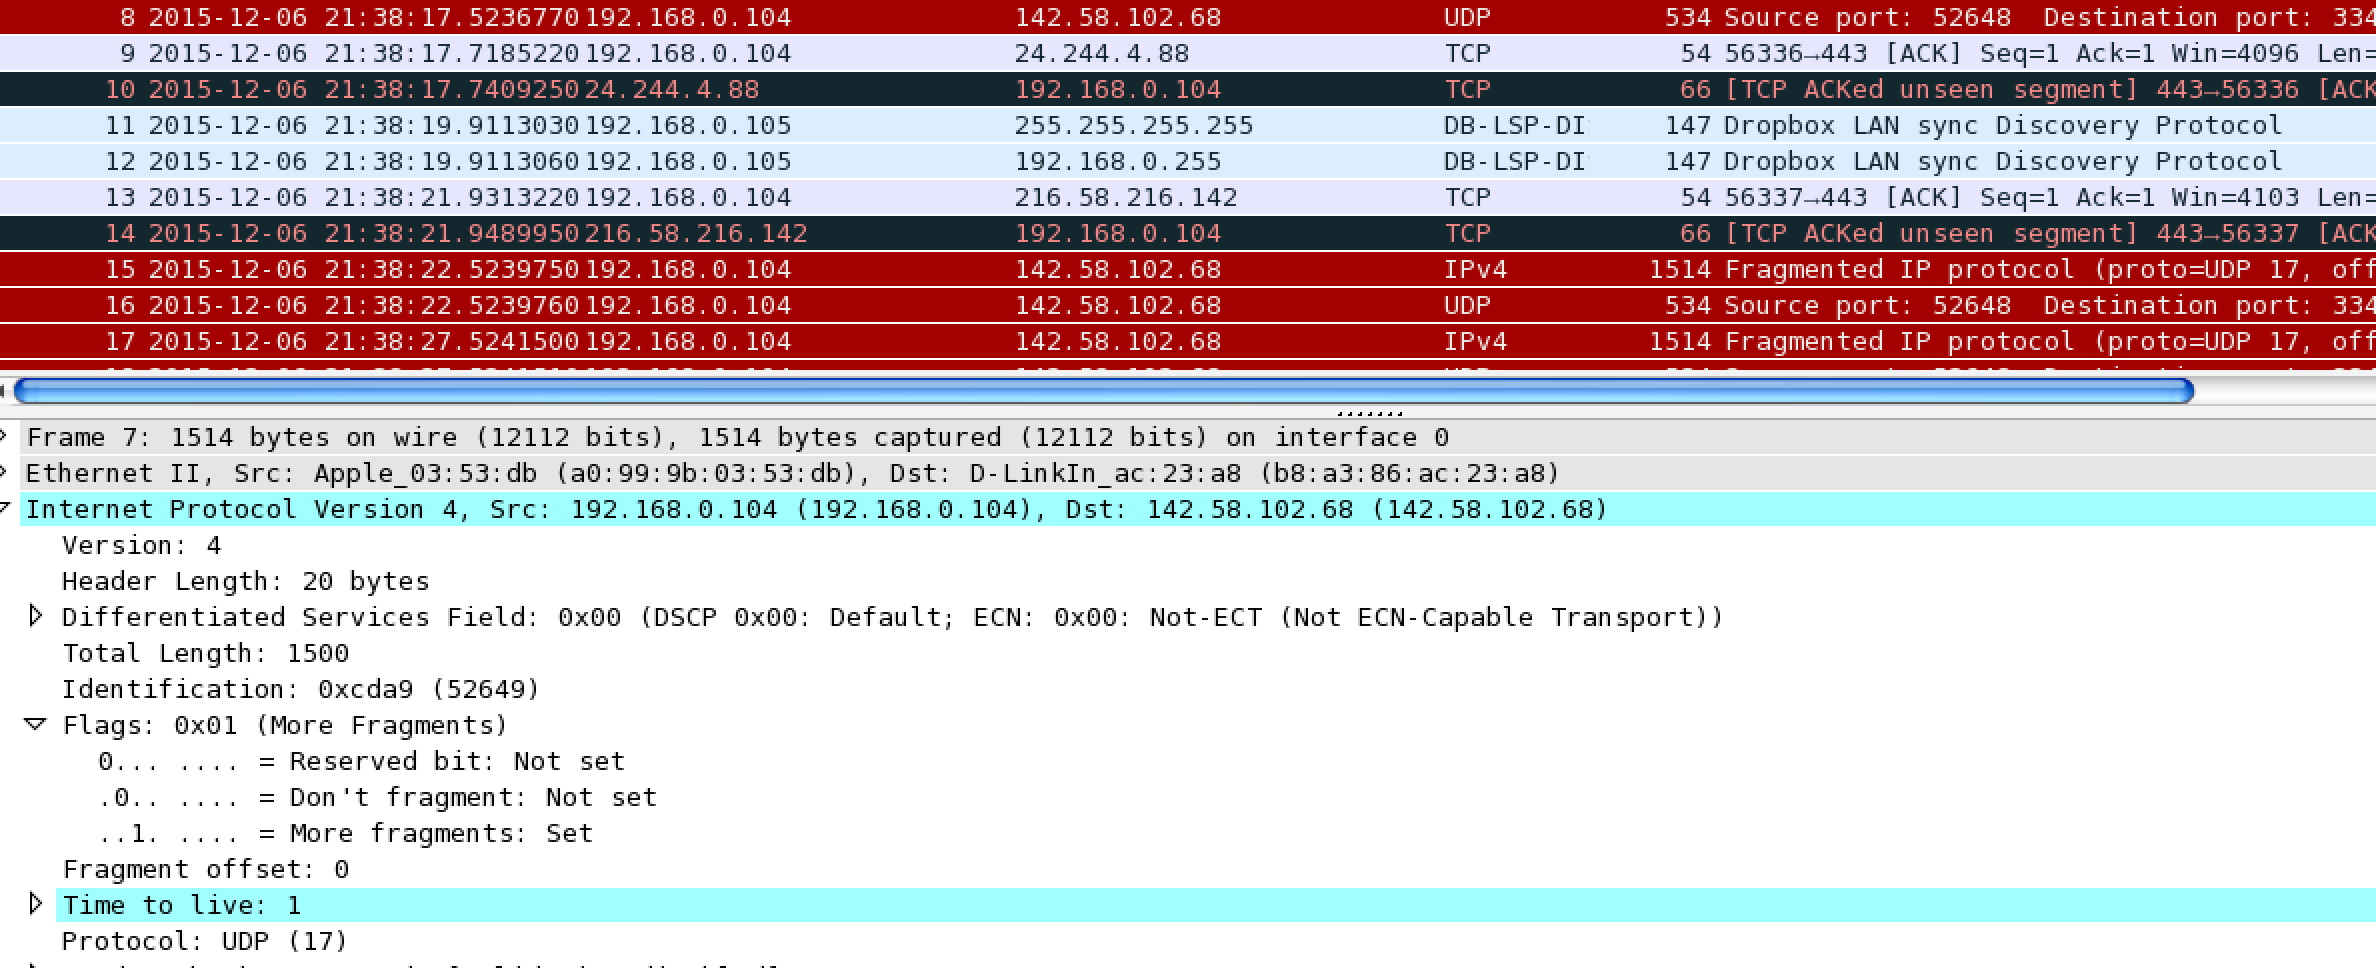 8 2015-12-06 21:38:17.5236770 192.168.0.104 142.58.102.68 UDP 534 Source port: 52648 Destination port: 334
9 2015-12-06 21:38:17.7185220 192.168.0.104 24.244.4.88 TCP 54 56336→443 [ACK] Seq=1 Ack=1 Win=4096 Len=
10 2015-12-06 21:38:17.7409250 24.244.4.88 192.168.0.104 TCP 66 [TCP ACKed unseen segment] 443→56336 [ACK
11 2015-12-06 21:38:19.9113030 192.168.0.105 255.255.255.255 DB-LSP-DI 147 Dropbox LAN sync Discovery Protocol
12 2015-12-06 21:38:19.9113060 192.168.0.105 192.168.0.255 DB-LSP-DI 147 Dropbox LAN sync Discovery Protocol
13 2015-12-06 21:38:21.9313220 192.168.0.104 216.58.216.142 TCP 54 56337→443 [ACK] Seq=1 Ack=1 Win=4103 Len=
14 2015-12-06 21:38:21.9489950 216.58.216.142 192.168.0.104 TCP 66 [TCP ACKed unseen segment] 443→56337 [ACK
15 2015-12-06 21:38:22.5239750 192.168.0.104 142.58.102.68 IPv4 1514 Fragmented IP protocol (proto=UDP 17, off
16 2015-12-06 21:38:22.5239760 192.168.0.104 142.58.102.68 UDP 534 Source port: 52648 Destination port: 334
17 2015-12-06 21:38:27.5241500 192.168.0.104 142.58.102.68 IPv4 1514 Fragmented IP protocol (proto=UDP 17, off
Frame 7: 1514 bytes on wire (12112 bits), 1514 bytes captured (12112 bits) on interface 0
Ethernet II, Src: Apple_03:53:db (a0:99:9b:03:53:db), Dst: D-LinkIn_ac:23:a8 (b8:a3:86:ac:23:a8)
Internet Protocol Version 4, Src: 192.168.0.104 (192.168.0.104), Dst: 142.58.102.68 (142.58.102.68)
Version: 4
Header Length: 20 bytes
Differentiated Services Field: 0x00 (DSCP 0x00: Default; ECN: 0x00: Not-ECT (Not ECN-Capable Transport))
Total Length: 1500
Identification: 0xcda9 (52649)
Flags: 0x01 (More Fragments)
0... .... = Reserved bit: Not set
.0.. .... = Don't fragment: Not set
..1. .... = More fragments: Set
Fragment offset: 0
Time to live: 1
Protocol: UDP (17)